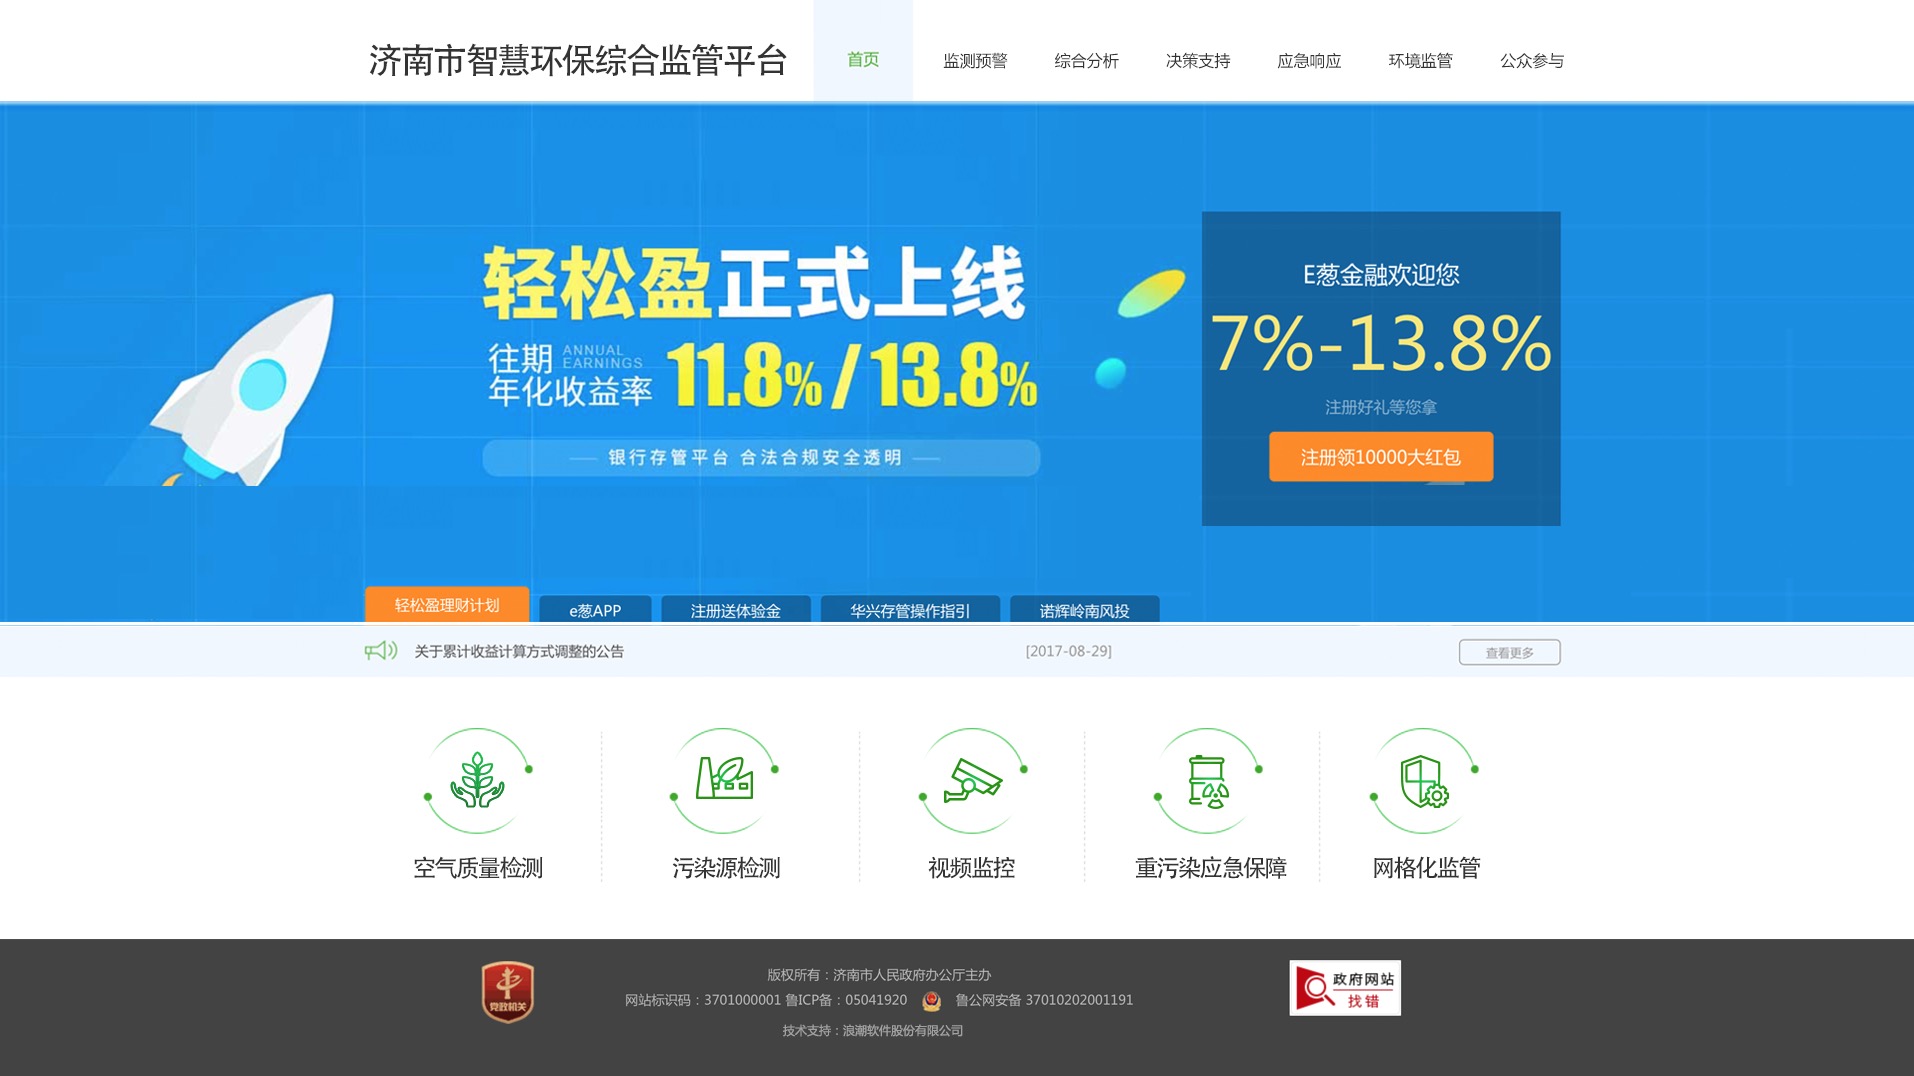 济南市智慧环保综合监管平台
首页 监测预警 综合分析 决策支持 应急响应 环境监管 公众参与
轻松盈正式上线
往期 ANNUAL EARNINGS
年化收益率 11.8% / 13.8%
银行存管平台 合法合规安全透明
E葱金融欢迎您
7%-13.8%
注册好礼等您拿
注册领10000大红包
轻松盈理财计划 e葱APP 注册送体验金 华兴存管操作指引 诺辉岭南风投
关于累计收益计算方式调整的公告 [2017-08-29] 查看更多
空气质量检测 污染源检测 视频监控 重污染应急保障 网格化监管
党政机关
版权所有：济南市人民政府办公厅主办
网站标识码：3701000001 鲁ICP备：05041920 鲁公网安备 37010202001191
技术支持：浪潮软件股份有限公司
政府网站
找错